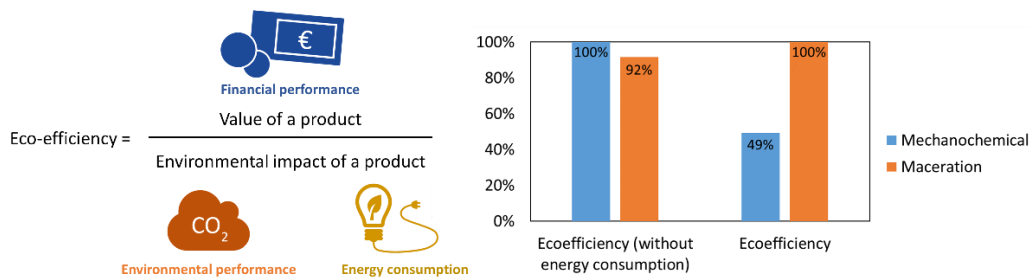 €
Financial performance
Eco-efficiency =
Value of a product
Environmental impact of a product
CO2
Environmental performance
Energy consumption
100%
80%
60%
40%
20%
0%
100%
92%
49%
100%
Ecoefficiency (without
energy consumption)
Ecoefficiency
Mechanochemical
Maceration